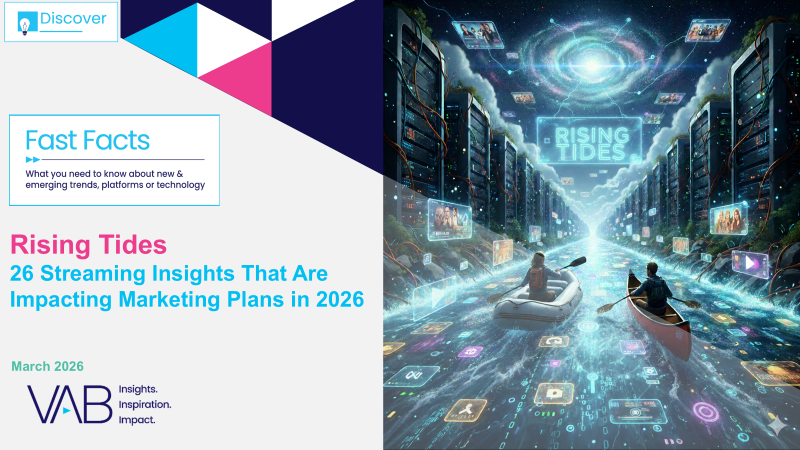 Discover
Fast Facts
What you need to know about new &
emerging trends, platforms or technology
Rising Tides
26 Streaming Insights That Are
Impacting Marketing Plans in 2026
March 2026
VAB
Insights.
Inspiration.
Impact.
RISING
TIDES